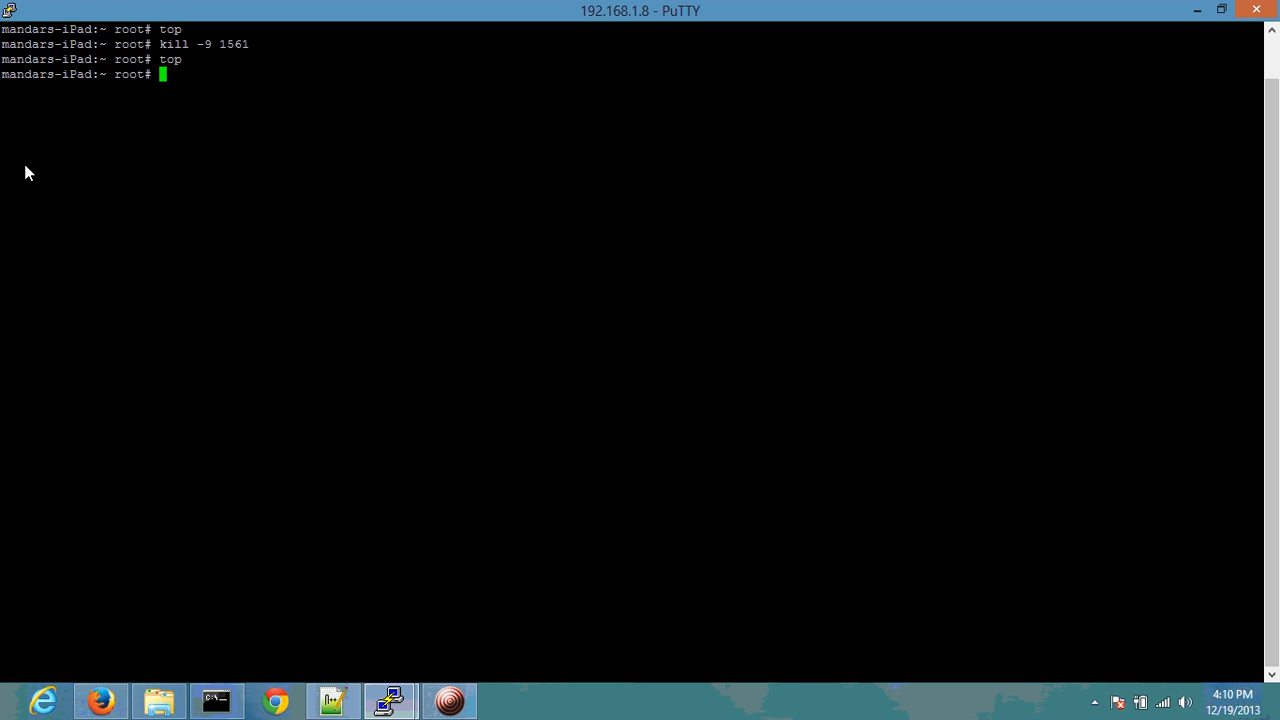 192.168.1.8 - PuTTY
mandars-iPad:~ root# top
mandars-iPad:~ root# kill -9 1561
mandars-iPad:~ root# top
mandars-iPad:~ root#
C:\
4:10 PM
12/19/2013